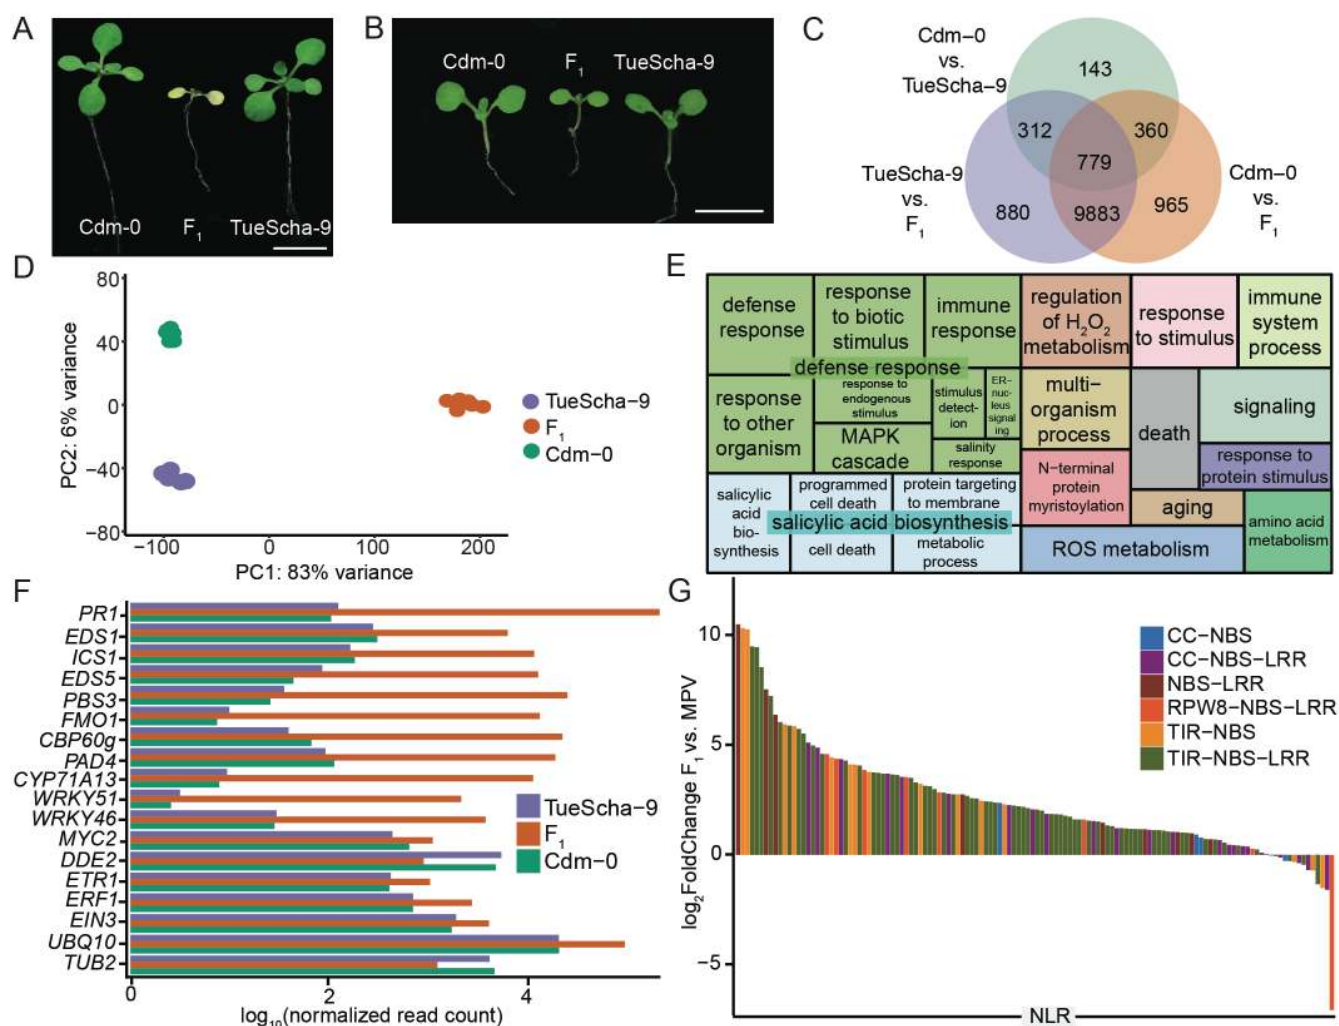 A
Cdm-0
F1
TueScha-9
B
Cdm-0
F1
TueScha-9
C
Cdm–0
vs.
TueScha–9
143
312
360
779
TueScha-9
vs.
F1
880
9883
965
Cdm–0
vs.
F1
D
80
40
0
−40
−80
PC2: 6% variance
−100
0
100
200
PC1: 83% variance
TueScha−9
F1
Cdm−0
E
defense
response
response
to biotic
stimulus
immune
response
regulation
of H2O2
metabolism
response
to stimulus
immune
system
process
defense response
response
to other
organism
response to
endogenous
stimulus
MAPK
cascade
stimulus
detect-
ion
ER-
nuc-
leus
signal
ing
salinity
response
multi−
organism
process
death
signaling
response to
protein stimulus
N−terminal
protein
myristoylation
aging
amino acid
metabolism
ROS metabolism
salicylic
acid
bio-
synthesis
programmed
cell death
protein targeting
to membrane
salicylic acid biosynthesis
cell death
metabolic
process
F
PR1
EDS1
ICS1
EDS5
PBS3
FMO1
CBP60g
PAD4
CYP71A13
WRKY51
WRKY46
MYC2
DDE2
ETR1
ERF1
EIN3
UBQ10
TUB2
0
2
4
log10(normalized read count)
TueScha−9
F1
Cdm−0
G
10
5
0
−5
log2FoldChange F1 vs. MPV
CC−NBS
CC−NBS−LRR
NBS−LRR
RPW8−NBS−LRR
TIR−NBS
TIR−NBS−LRR
NLR